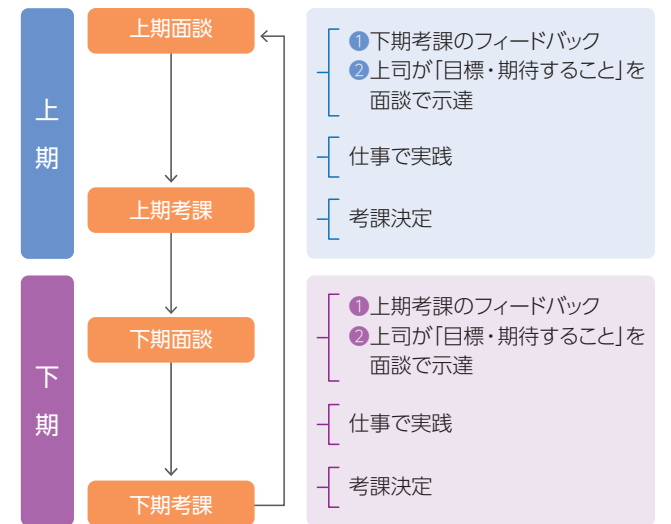 上期
上期面談
上期考課
❶下期考課のフィードバック
❷上司が「目標・期待すること」を
面談で示達
仕事で実践
考課決定
下期
下期面談
下期考課
❶上期考課のフィードバック
❷上司が「目標・期待すること」を
面談で示達
仕事で実践
考課決定